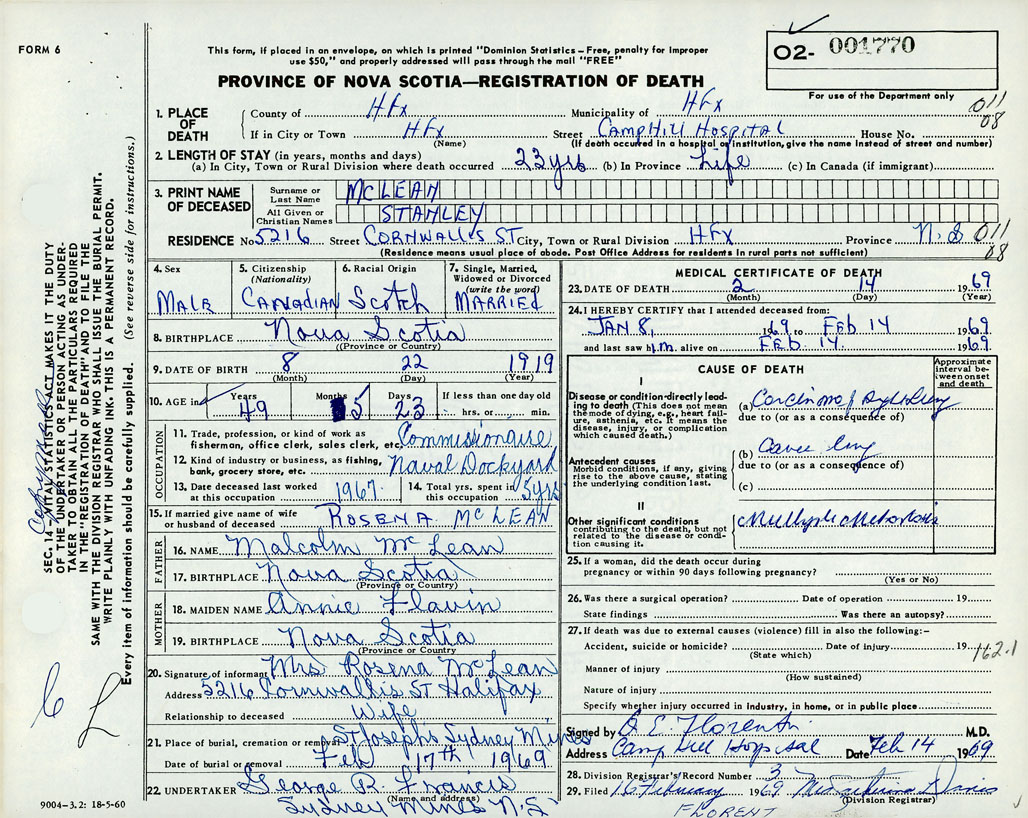 FORM 6
This form, if placed in an envelope, on which is printed "Dominion Statistics – Free, penalty for improper
use $50," and properly addressed will pass through the mail "FREE"
O2- 001770
PROVINCE OF NOVA SCOTIA—REGISTRATION OF DEATH
For use of the Department only
011
08
1. PLACE OF DEATH County of HFx Municipality of HFx
If in City or Town HFx Street CAMPHILL HOSPITAL House No.
(Name) (If death occurred in a hospital or institution, give the name instead of street and number)
2. LENGTH OF STAY (in years, months and days)
(a) In City, Town or Rural Division where death occurred 23 yrs (b) In Province Life (c) In Canada (if immigrant)
3. PRINT NAME OF DECEASED Surname or Last Name MCLEAN
All Given or Christian Names STANLEY
RESIDENCE No 5216 Street CORNWALLIS ST City, Town or Rural Division HFx Province N.S 011
08
(Residence means usual place of abode. Post Office Address for residents in rural parts not sufficient)
4. Sex MALE
5. Citizenship (Nationality) CANADIAN
6. Racial Origin Scotch
7. Single, Married, Widowed or Divorced (write the word) MARRIED
8. BIRTHPLACE Nova Scotia
(Province or Country)
9. DATE OF BIRTH 8 22 1919
(Month) (Day) (Year)
10. AGE in Years 49 Months 5 Days 23 If less than one day old hrs. or min.
OCCUPATION
11. Trade, profession, or kind of work as
fisherman, office clerk, sales clerk, etc. Commissionaire
12. Kind of industry or business, as fishing,
bank, grocery store, etc. Naval Dockyard
13. Date deceased last worked at this occupation 1967
14. Total yrs. spent in this occupation 5 yrs
15. If married give name of wife
or husband of deceased ROSENA MCLEAN
FATHER
16. NAME Malcolm McLean
17. BIRTHPLACE Nova Scotia
(Province or Country)
MOTHER
18. MAIDEN NAME Annie Flavin
19. BIRTHPLACE Nova Scotia
(Province or Country
20. Signature of informant Mrs Rosena McLean
Address 5216 Cornwallis St Halifax
Relationship to deceased Wife
21. Place of burial, cremation or removal St Josephs Sydney Mines
Date of burial or removal Feb 17th 1969
22. UNDERTAKER George R. Francis
(Name and address)
Sydney Mines N.S
MEDICAL CERTIFICATE OF DEATH
23. DATE OF DEATH 2 14 1969
(Month) (Day) (Year)
24. I HEREBY CERTIFY that I attended deceased from:
JAN 8, 1969 TO FEB 14 1969
and last saw him alive on FEB 14 1969
CAUSE OF DEATH
Approximate interval between onset and death
I
Disease or condition directly leading
to death (This does not mean
the mode of dying, e.g., heart failure,
asthenia, etc. It means the
disease, injury, or complication
which caused death.)
(a) Carcinoma of Rght Lung
due to (or as a consequence of)
Antecedent causes
Morbid conditions, if any, giving
rise to the above cause, stating
the underlying condition last.
(b)
due to (or as a consequence of)
(c)
II
Other significant conditions
contributing to the death, but not
related to the disease or condition
causing it.
Multiple Metastasis
25. If a woman, did the death occur during
pregnancy or within 90 days following pregnancy?
(Yes or No)
26. Was there a surgical operation? Date of operation 19
State findings Was there an autopsy?
27. If death was due to external causes (violence) fill in also the following:–
Accident, suicide or homicide? Date of injury 19
(State which)
162.1
Manner of injury
(How sustained)
Nature of injury
Specify whether injury occurred in industry, in home, or in public place
Signed by E. Florentin M.D.
Address Camp Hill Hospital Date Feb 14 1969
28. Division Registrar's Record Number 3
29. Filed 16 February 1969 Davis
(Division Registrar)
FLORENT
9004–3.2: 18-5-60
SEC. 14 – VITAL STATISTICS ACT MAKES IT THE DUTY
OF THE UNDERTAKER OR PERSON ACTING AS UNDERTAKER
TO OBTAIN ALL THE PARTICULARS REQUIRED
IN THE "REGISTRATION OF DEATH" AND TO FILE THE
SAME WITH THE DIVISION REGISTRAR WHO SHALL ISSUE THE BURIAL PERMIT.
WRITE PLAINLY WITH UNFADING INK. THIS IS A PERMANENT RECORD.
Every item of information should be carefully supplied. (See reverse side for instructions.)